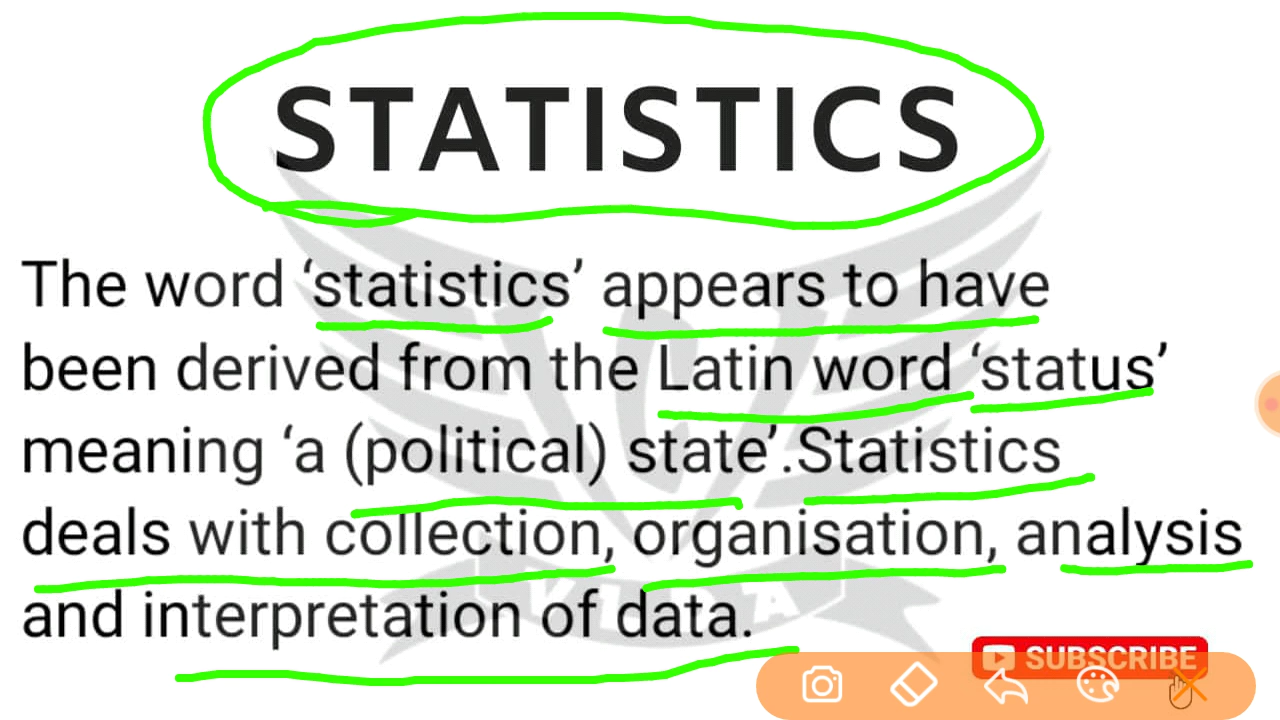 STATISTICS
The word ‘statistics’ appears to have
been derived from the Latin word ‘status’
meaning ‘a (political) state’.Statistics
deals with collection, organisation, analysis
and interpretation of data.
SUBSCRIBE